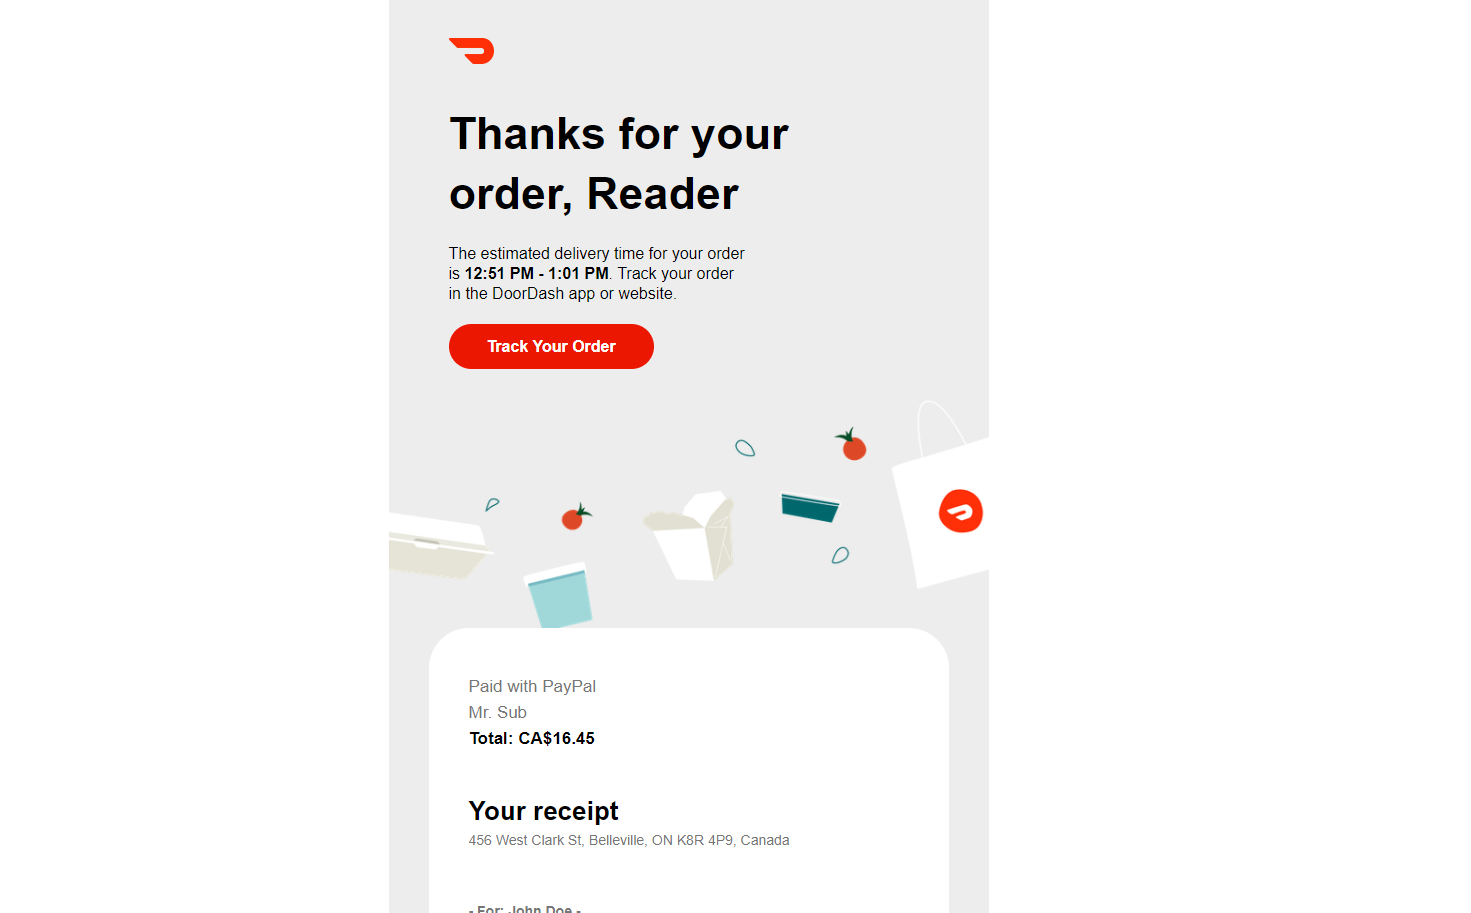 Thanks for your
order, Reader
The estimated delivery time for your order
is 12:51 PM - 1:01 PM. Track your order
in the DoorDash app or website.
Track Your Order
Paid with PayPal
Mr. Sub
Total: CA$16.45
Your receipt
456 West Clark St, Belleville, ON K8R 4P9, Canada
- For: John Doe -